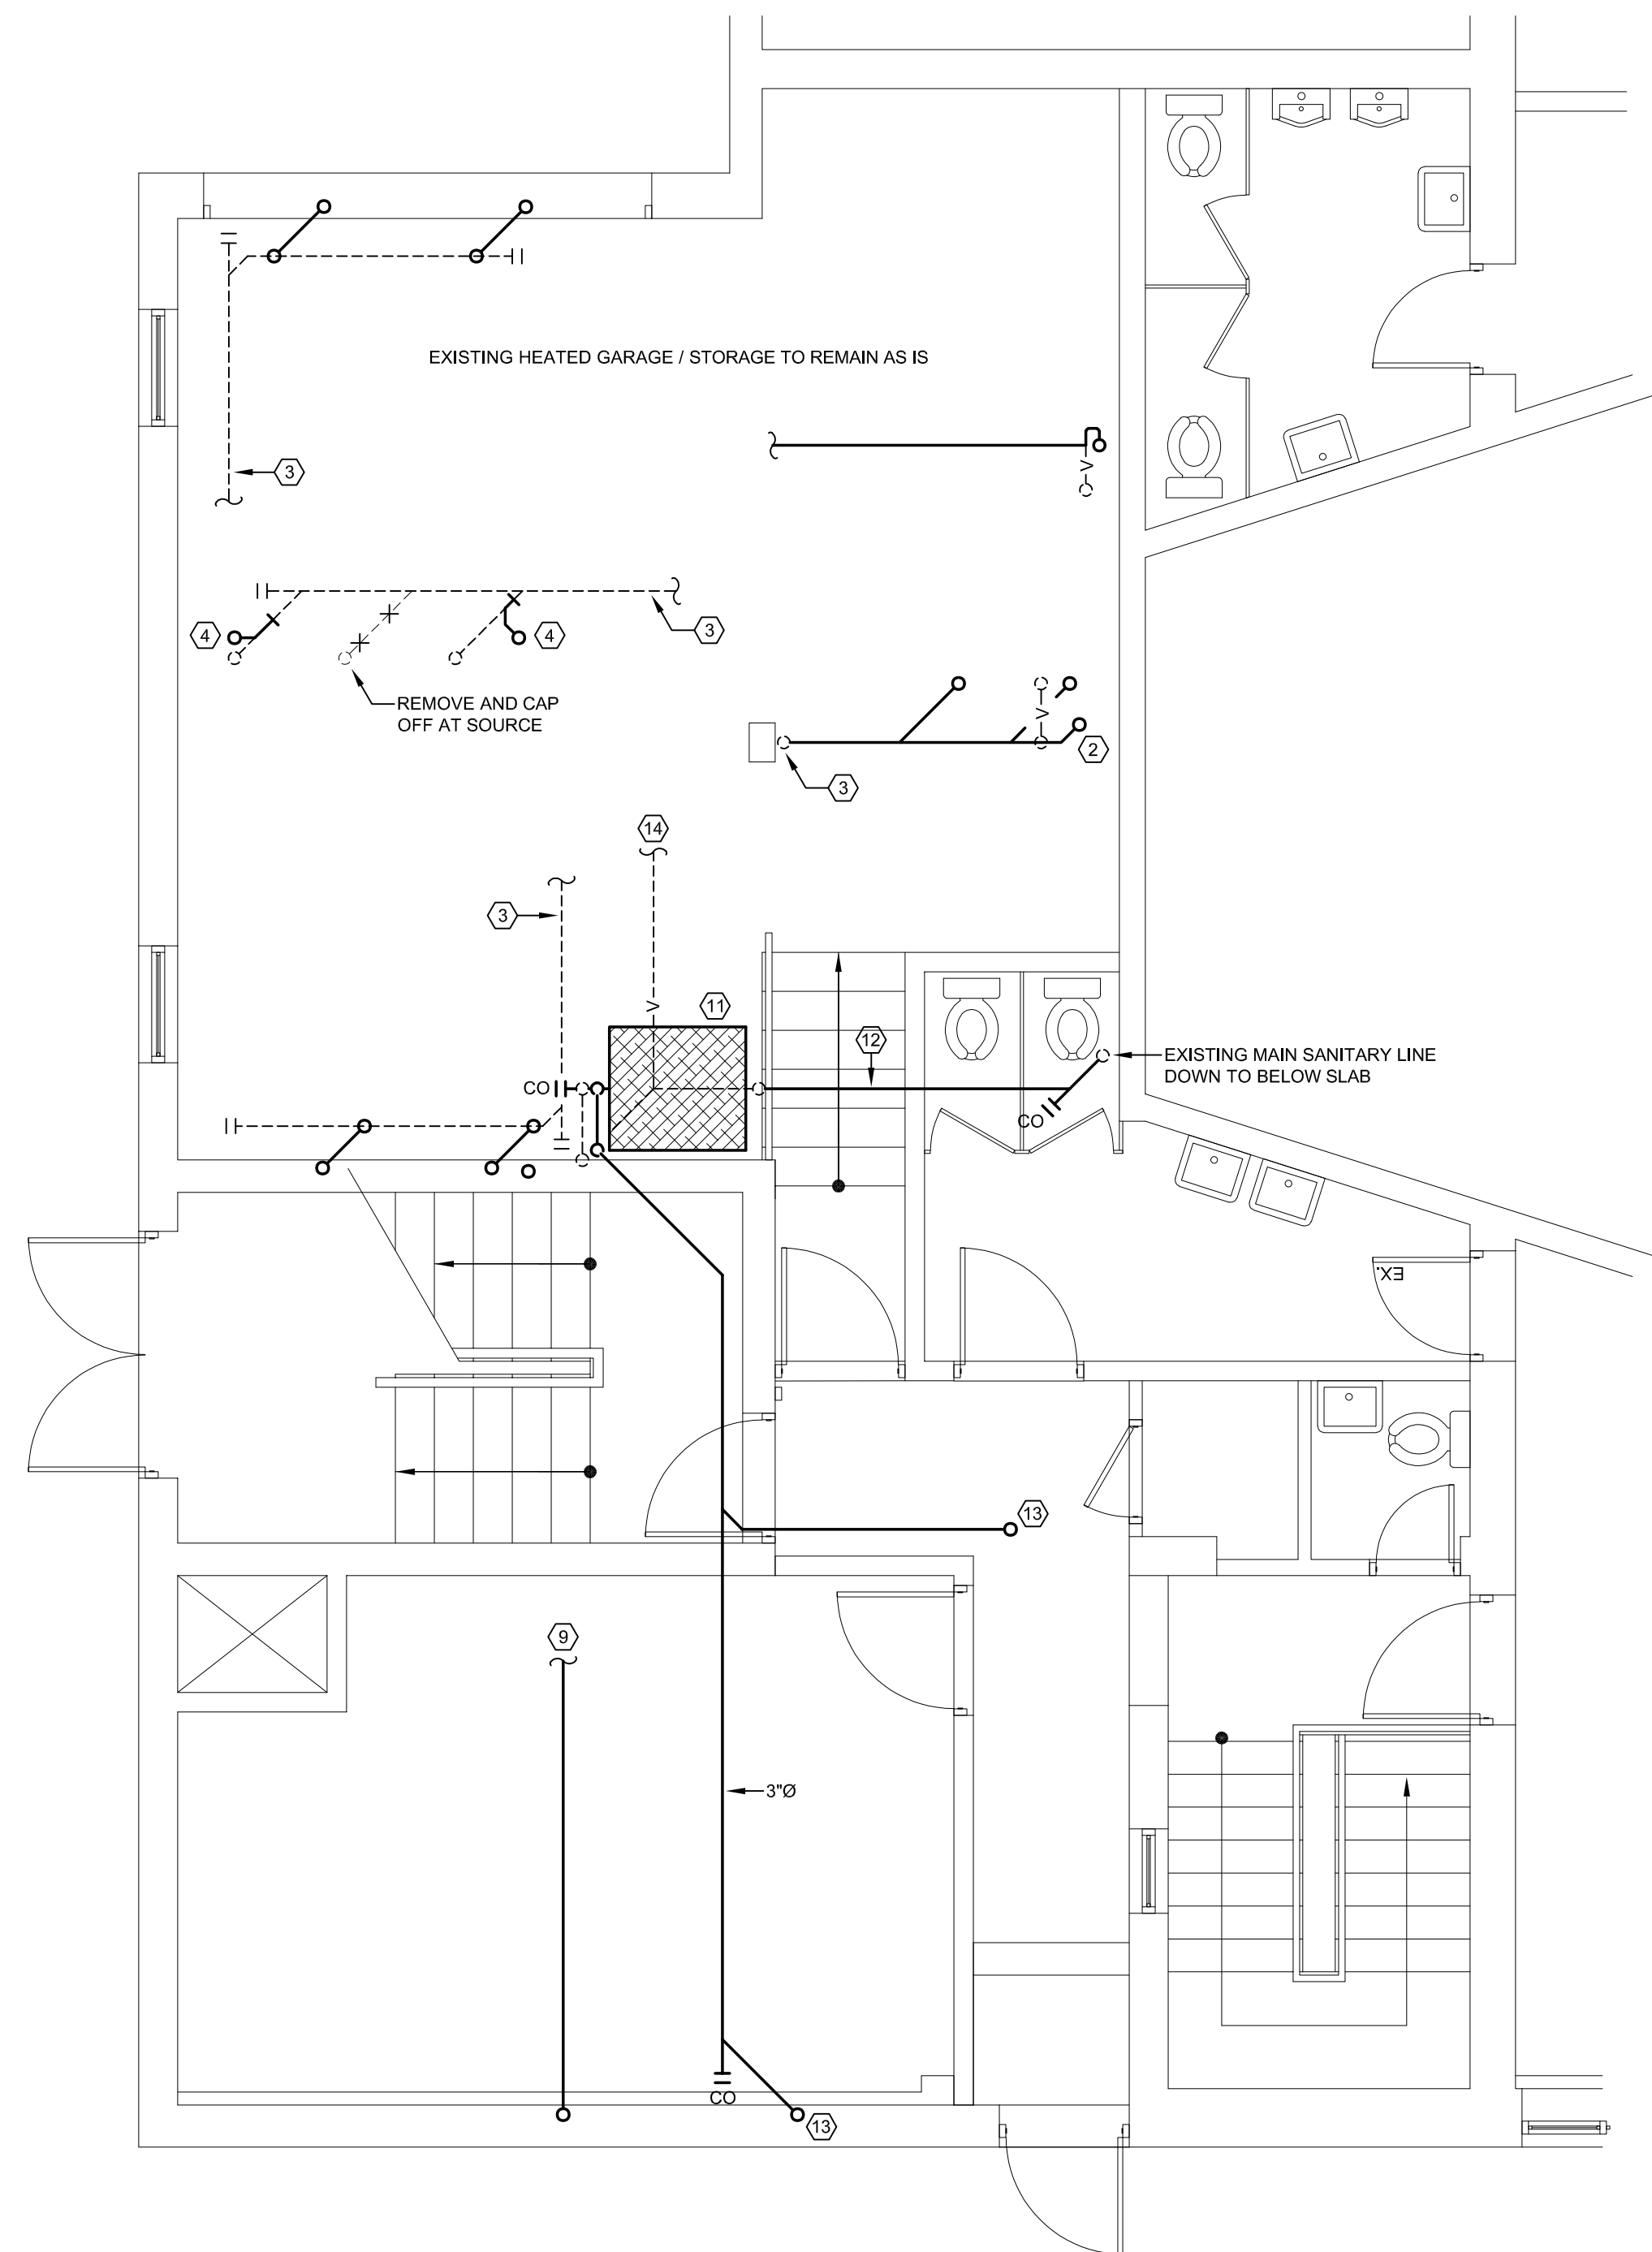 EXISTING HEATED GARAGE / STORAGE TO REMAIN AS IS
3
V
4
4
3
REMOVE AND CAP
OFF AT SOURCE
V
2
3
14
3
V
11
12
EXISTING MAIN SANITARY LINE
DOWN TO BELOW SLAB
CO
CO
EX.
13
9
3"Ø
CO
13